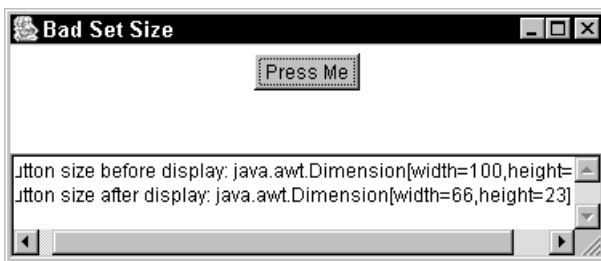 Bad Set Size
Press Me
utton size before display: java.awt.Dimension[width=100,height=
utton size after display: java.awt.Dimension[width=66,height=23]